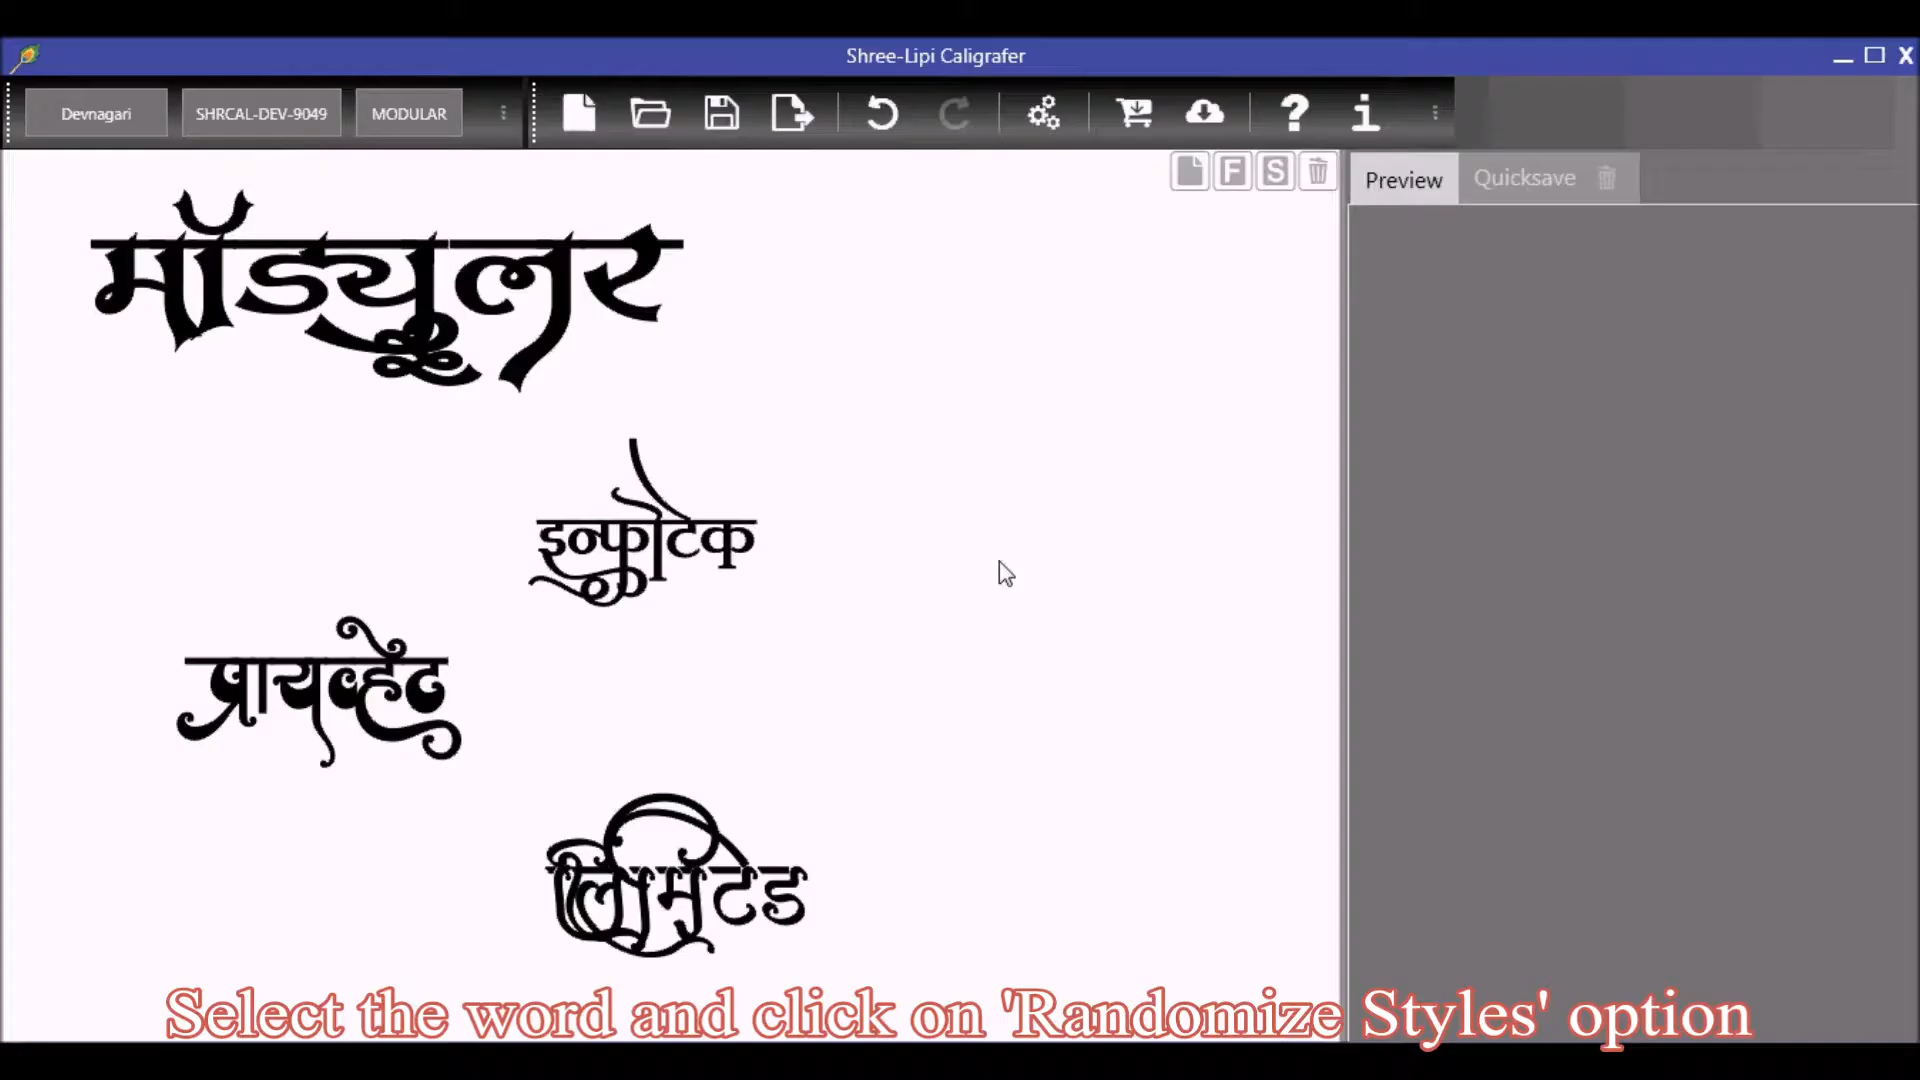 Shree-Lipi Caligrafer
Devnagari SHRCAL-DEV-9049 MODULAR
F S
Preview Quicksave
मॉड्यूलर
इन्फोटेक
प्रायव्हेट
लिमिटेड
Select the word and click on 'Randomize Styles' option